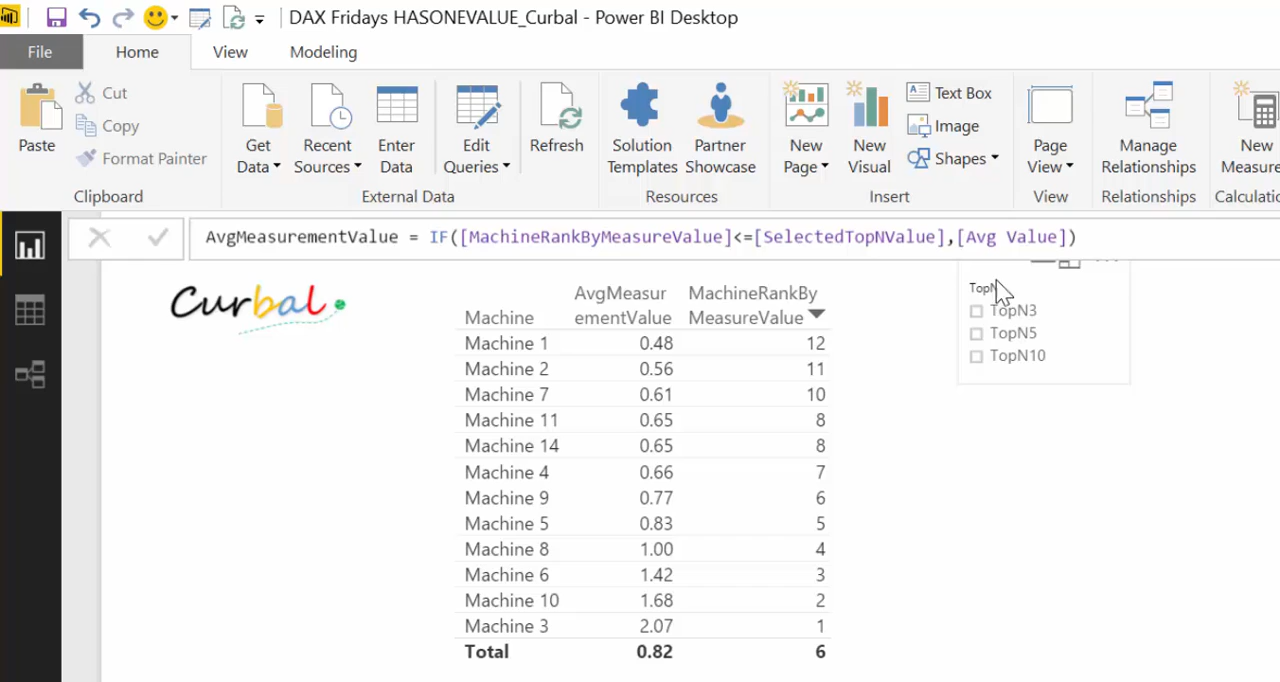 DAX Fridays HASONEVALUE_Curbal - Power BI Desktop
File Home View Modeling
Paste
Cut
Copy
Format Painter
Clipboard
Get Data
Recent Sources
Enter Data
Edit Queries
Refresh
External Data
Solution Templates
Partner Showcase
Resources
New Page
New Visual
Text Box
Image
Shapes
Insert
Page View
View
Manage Relationships
Relationships
New Measure
AvgMeasurementValue = IF([MachineRankByMeasureValue]<=[SelectedTopNValue],[Avg Value])
Curbal
Machine AvgMeasurementValue MachineRankByMeasureValue
Machine 1 0.48 12
Machine 2 0.56 11
Machine 7 0.61 10
Machine 11 0.65 8
Machine 14 0.65 8
Machine 4 0.66 7
Machine 9 0.77 6
Machine 5 0.83 5
Machine 8 1.00 4
Machine 6 1.42 3
Machine 10 1.68 2
Machine 3 2.07 1
Total 0.82 6
TopN
TopN3
TopN5
TopN10